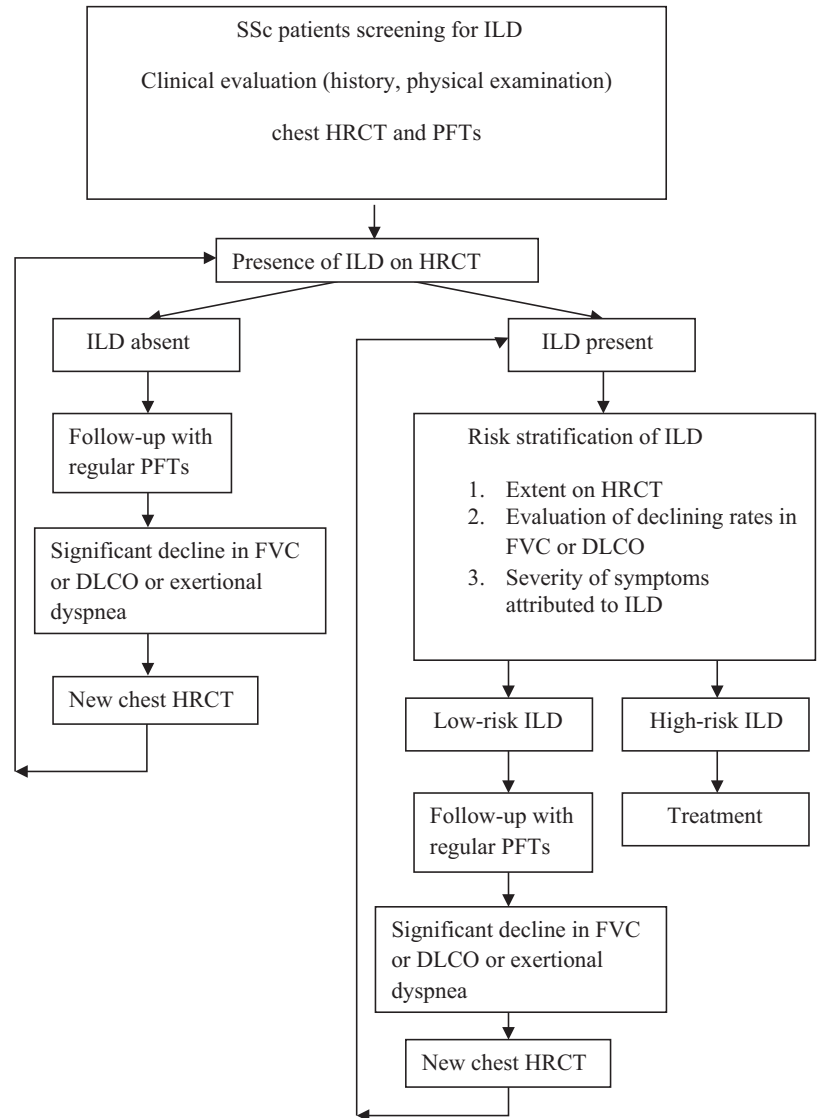 SSc patients screening for ILD
Clinical evaluation (history, physical examination)
chest HRCT and PFTs
Presence of ILD on HRCT
ILD absent
Follow-up with
regular PFTs
Significant decline in FVC
or DLCO or exertional
dyspnea
New chest HRCT
ILD present
Risk stratification of ILD
1. Extent on HRCT
2. Evaluation of declining rates in
FVC or DLCO
3. Severity of symptoms
attributed to ILD
Low-risk ILD
Follow-up with
regular PFTs
Significant decline in FVC
or DLCO or exertional
dyspnea
New chest HRCT
High-risk ILD
Treatment